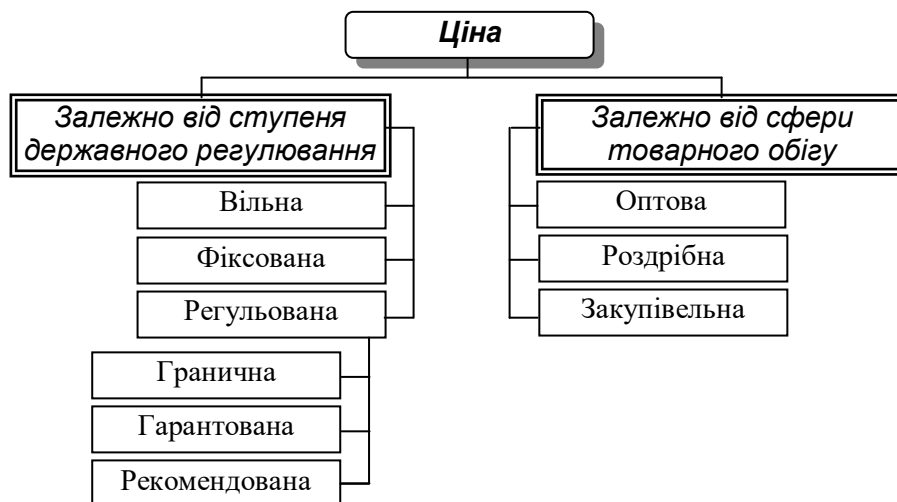 Ціна
Залежно від ступеня
державного регулювання
Вільна
Фіксована
Регульована
Гранична
Гарантована
Рекомендована
Залежно від сфери
товарного обігу
Оптова
Роздрібна
Закупівельна